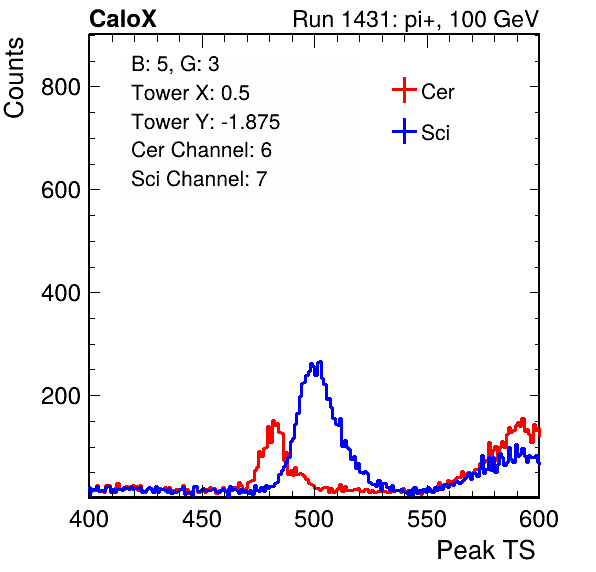 CaloX Run 1431: pi+, 100 GeV
Counts
B: 5, G: 3
Tower X: 0.5
Tower Y: -1.875
Cer Channel: 6
Sci Channel: 7
Cer
Sci
800
600
400
200
400 450 500 550 600
Peak TS